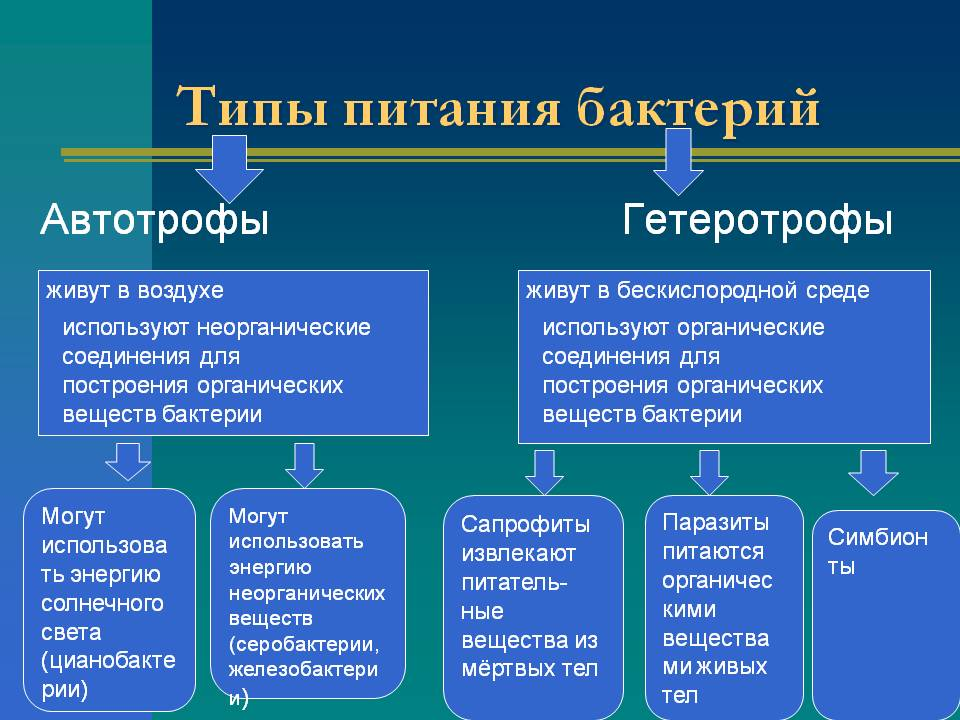 Типы питания бактерий
Автотрофы
Гетеротрофы
живут в воздухе
используют неорганические
соединения для
построения органических
веществ бактерии
живут в бескислородной среде
используют органические
соединения для
построения органических
веществ бактерии
Могут
использова
ть энергию
солнечного
света
(цианобакте
рии)
Могут
использовать
энергию
неорганических
веществ
(серобактерии,
железобактери
и)
Сапрофиты
извлекают
питатель-
ные
вещества из
мёртвых тел
Паразиты
питаются
органичес
кими
вещества
ми живых
тел
Симбион
ты